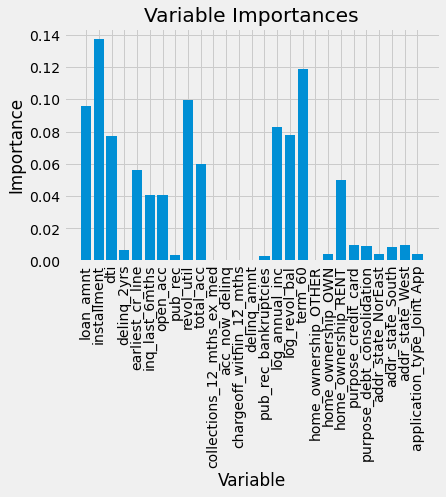 Variable Importances
Importance
0.14
0.12
0.10
0.08
0.06
0.04
0.02
0.00
loan_amnt
installment
dti
delinq_2yrs
earliest_cr_line
inq_last_6mths
open_acc
pub_rec
revol_util
total_acc
collections_12_mths_ex_med
acc_now_delinq
chargeoff_within_12_mths
delinq_amnt
pub_rec_bankruptcies
log_annual_inc
log_revol_bal
term_60
home_ownership_OTHER
home_ownership_OWN
home_ownership_RENT
purpose_credit_card
purpose_debt_consolidation
addr_state_NorEast
addr_state_South
addr_state_West
application_type_Joint App
Variable